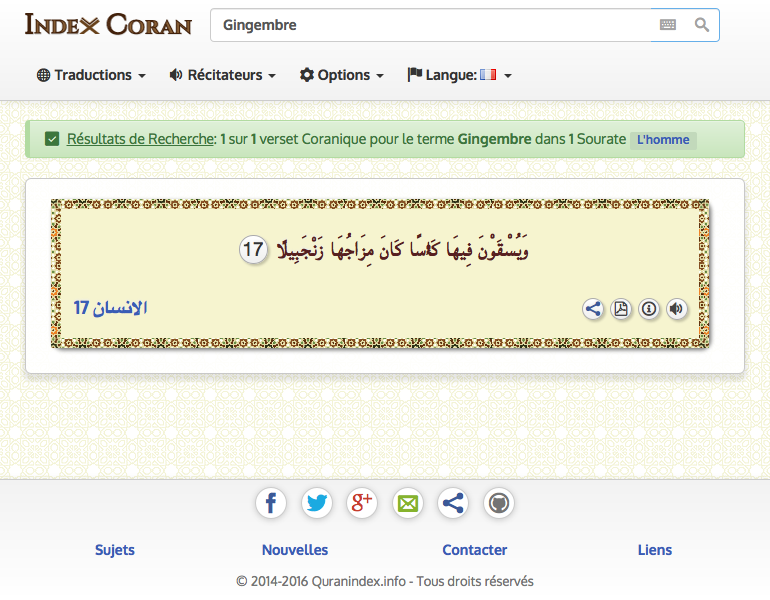 Index Coran
Gingembre
Traductions Récitateurs Options Langue:
Résultats de Recherche: 1 sur 1 verset Coranique pour le terme Gingembre dans 1 Sourate L'homme
وَيُسْقَوْنَ فِيهَا كَأْسًا كَانَ مِزَاجُهَا زَنْجَبِيلًا 17
الانسان 17
Sujets Nouvelles Contacter Liens
© 2014-2016 Quranindex.info - Tous droits réservés